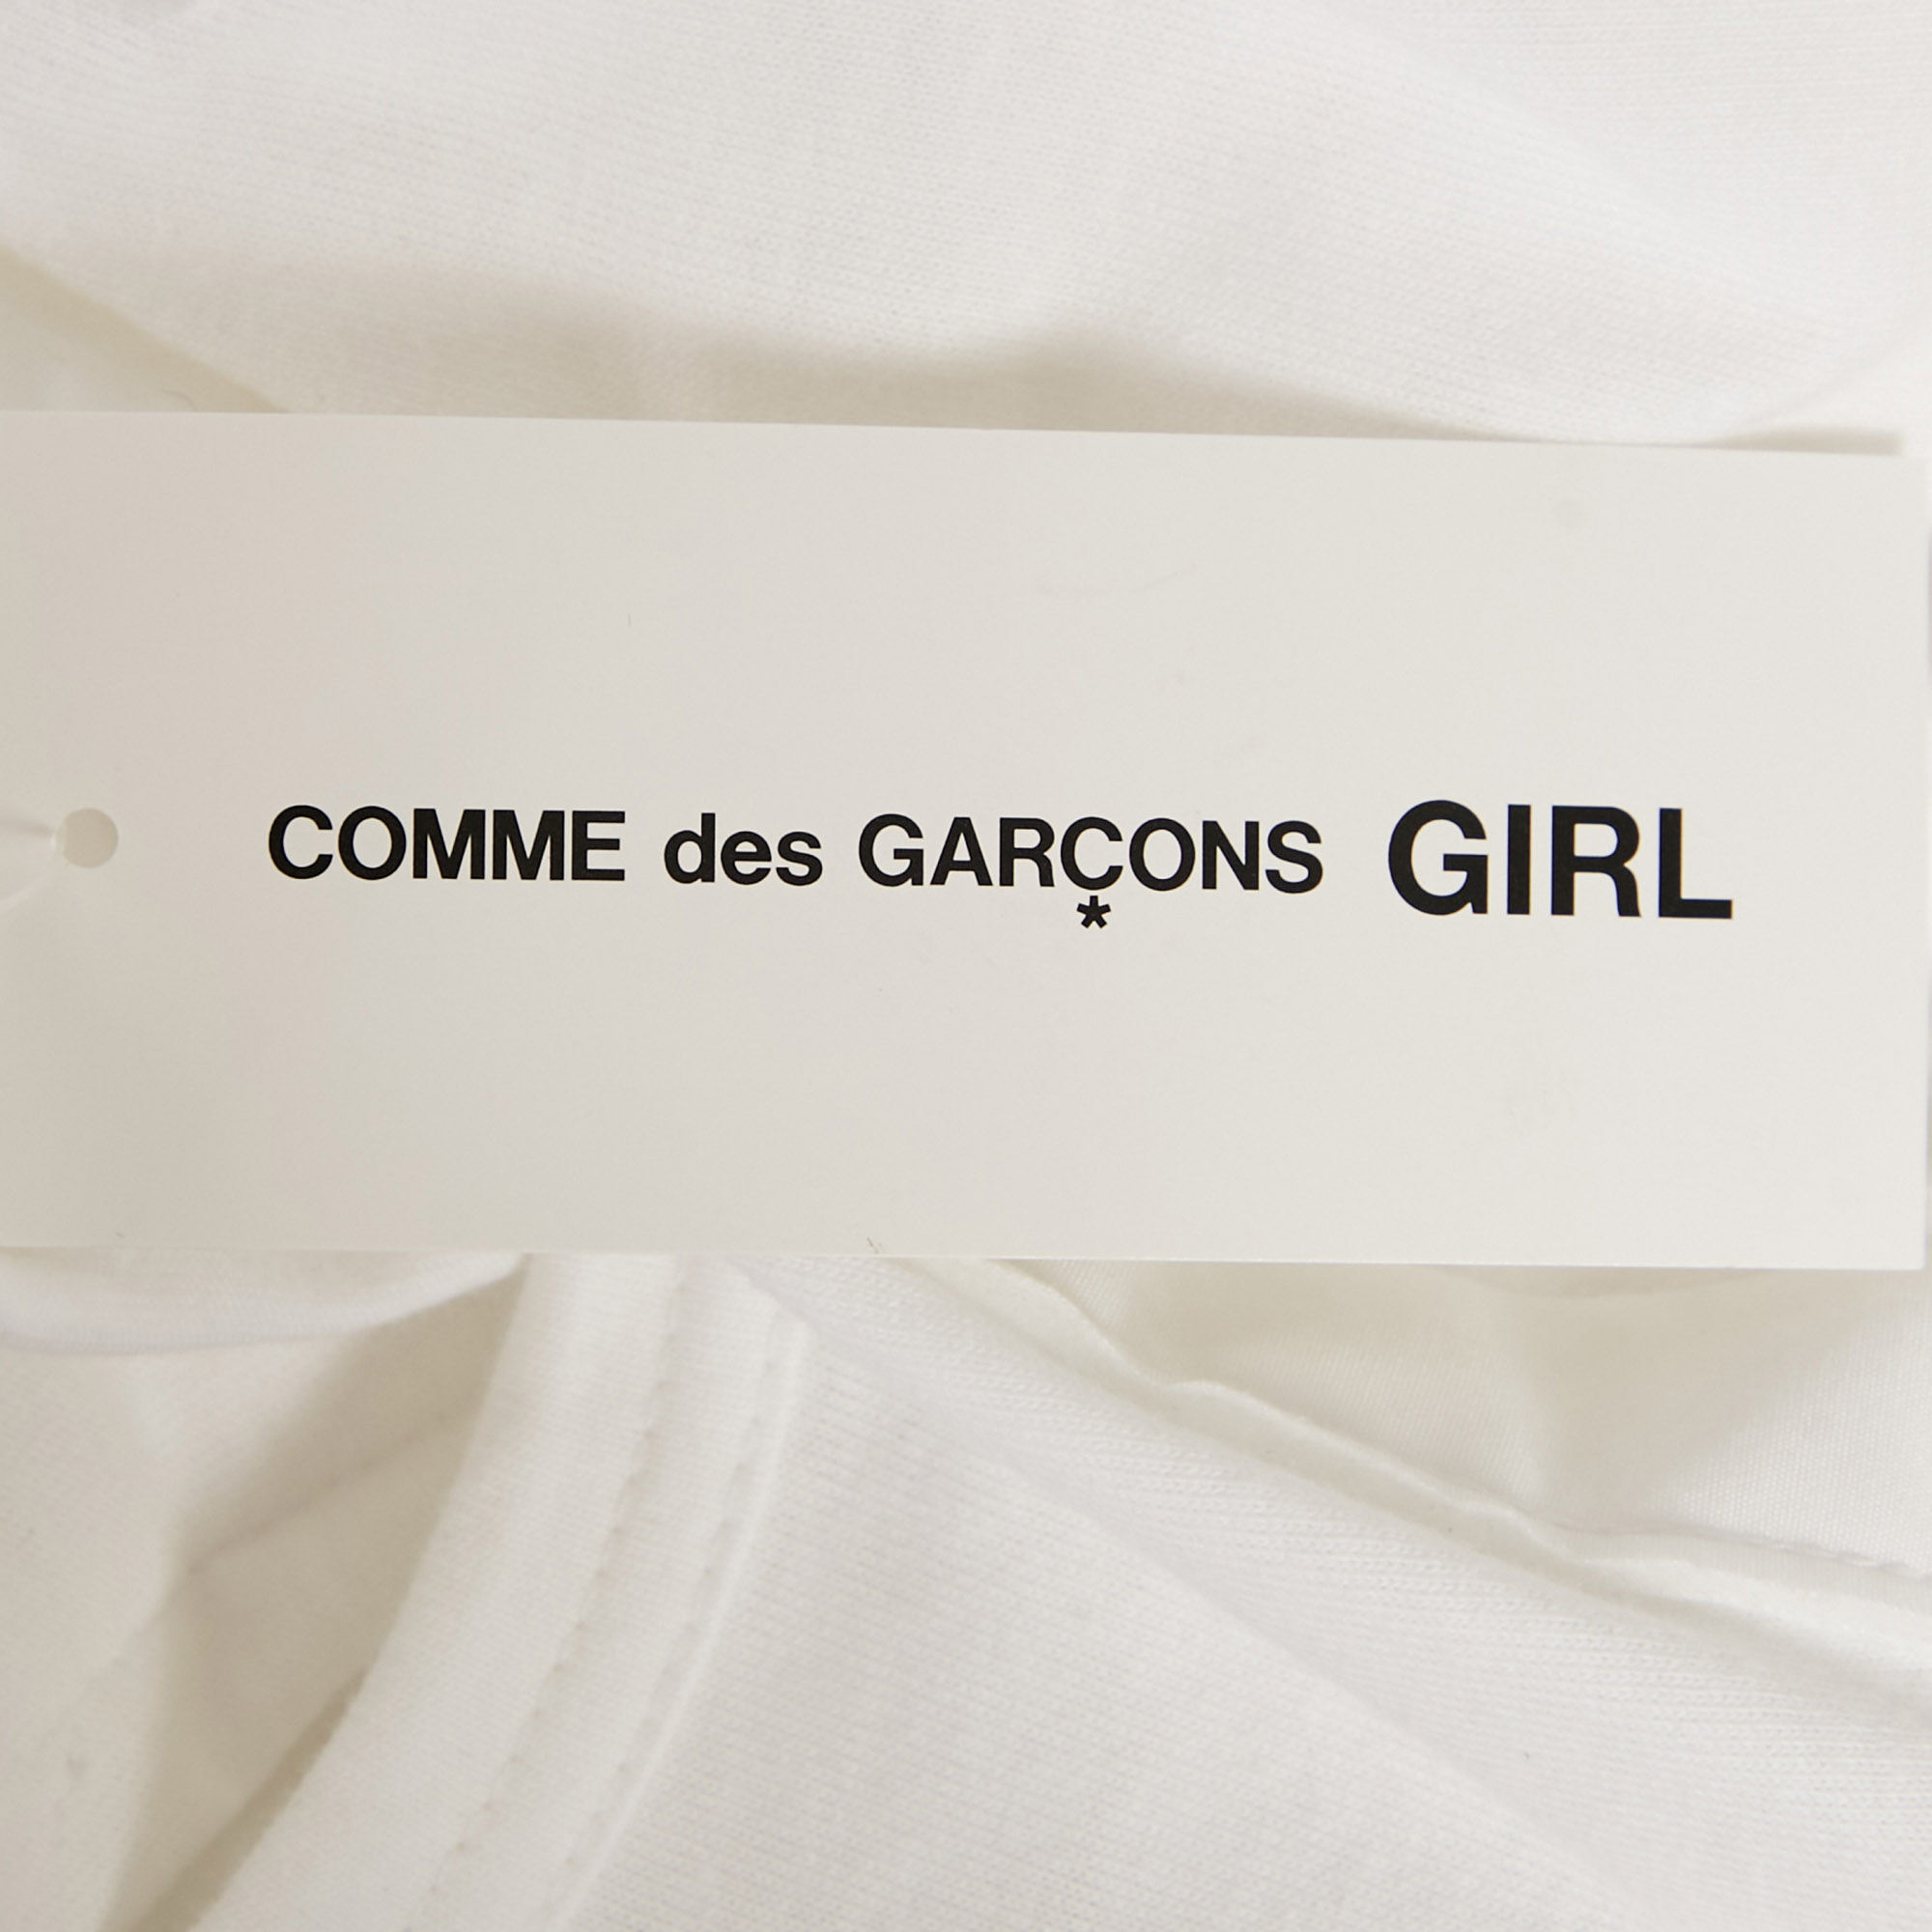 COMME des GARÇONS GIRL
*